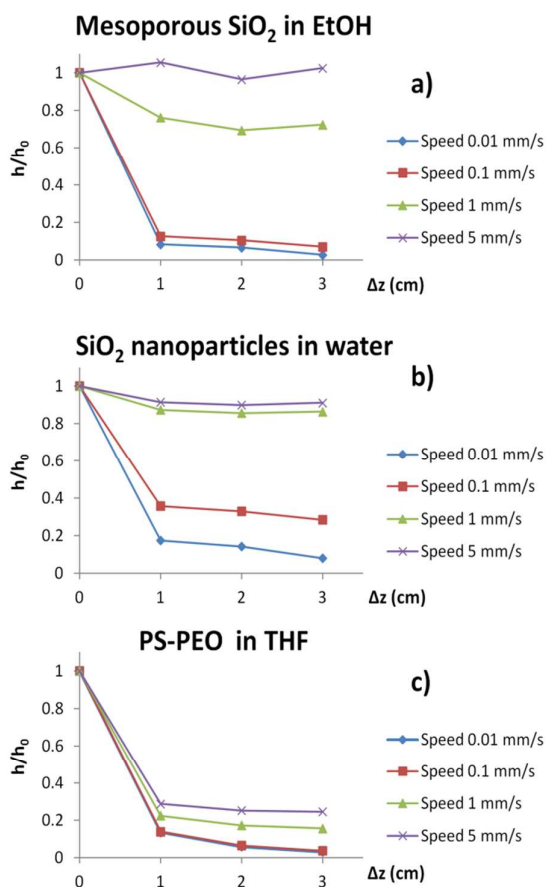 Mesoporous SiO₂ in EtOH
a)
h/h₀
1
0.8
0.6
0.4
0.2
0
0 1 2 3
Δz (cm)
Speed 0.01 mm/s
Speed 0.1 mm/s
Speed 1 mm/s
Speed 5 mm/s
SiO₂ nanoparticles in water
b)
h/h₀
1
0.8
0.6
0.4
0.2
0
0 1 2 3
Δz (cm)
Speed 0.01 mm/s
Speed 0.1 mm/s
Speed 1 mm/s
Speed 5 mm/s
PS-PEO in THF
c)
h/h₀
1
0.8
0.6
0.4
0.2
0
0 1 2 3
Δz (cm)
Speed 0.01 mm/s
Speed 0.1 mm/s
Speed 1 mm/s
Speed 5 mm/s